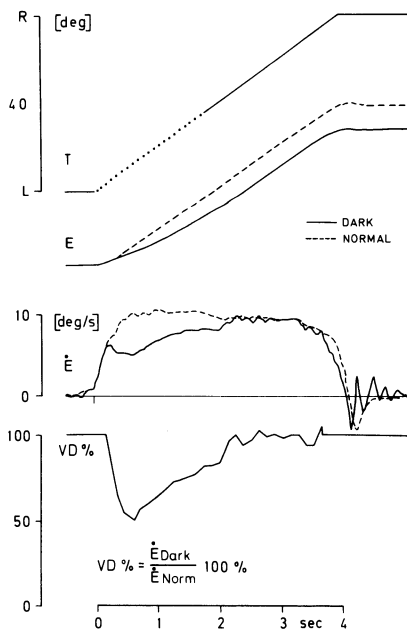 R
[deg]
40
T
L
E
DARK
NORMAL
10
[deg/s]
Ė
0
100
VD%
50
VD % = ĖDark / ĖNorm 100 %
0
0 1 2 3 sec 4